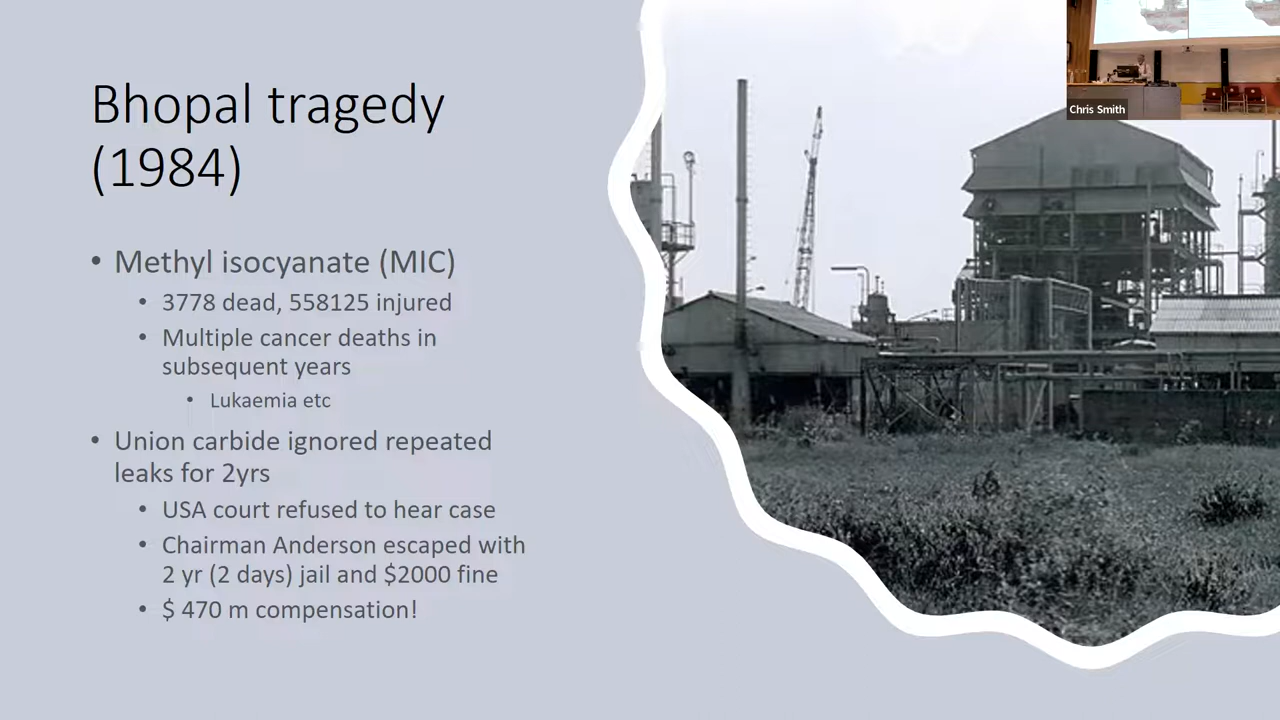 Bhopal tragedy
(1984)
• Methyl isocyanate (MIC)
• 3778 dead, 558125 injured
• Multiple cancer deaths in
subsequent years
• Lukaemia etc
• Union carbide ignored repeated
leaks for 2yrs
• USA court refused to hear case
• Chairman Anderson escaped with
2 yr (2 days) jail and $2000 fine
• $ 470 m compensation!
Chris Smith